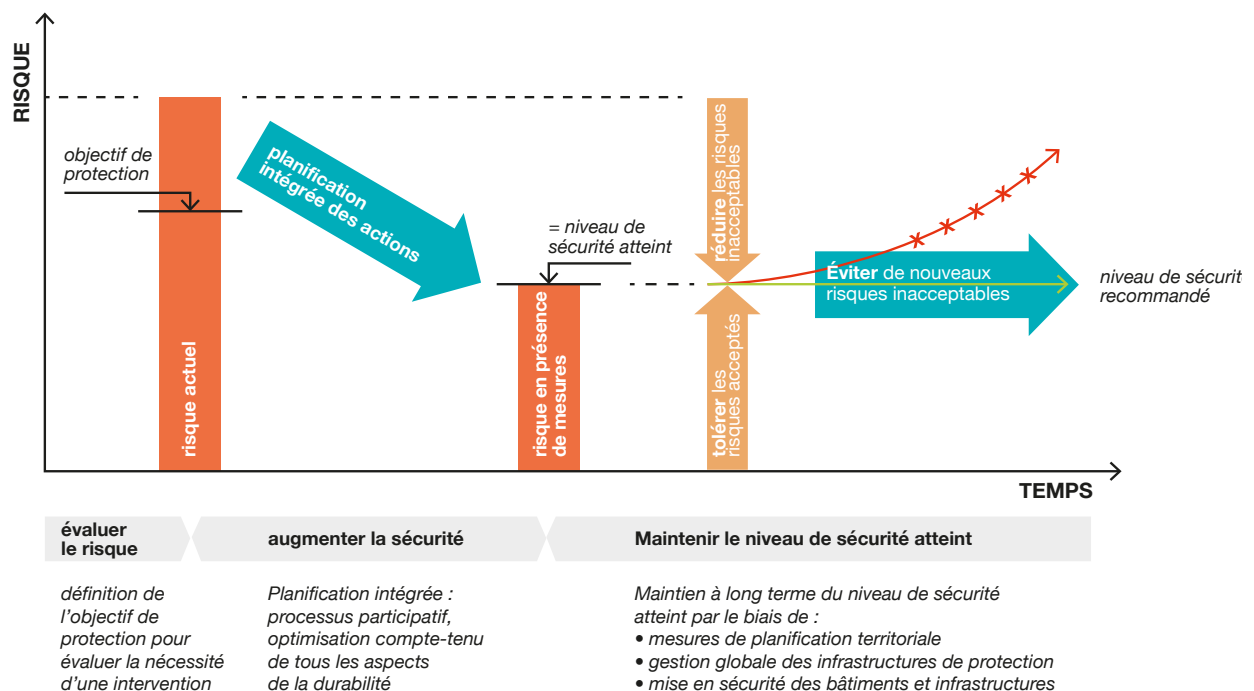 RISQUE
objectif de
protection
risque actuel
planification
intégrée des actions
= niveau de
sécurité atteint
risque en présence
de mesures
réduire les risques
inacceptables
tolérer les
risques acceptés
Éviter de nouveaux
risques inacceptables
niveau de sécurit
recommandé
TEMPS
évaluer
le risque
augmenter la sécurité
Maintenir le niveau de sécurité atteint
définition de
l'objectif de
protection pour
évaluer la nécessité
d'une intervention
Planification intégrée :
processus participatif,
optimisation compte-tenu
de tous les aspects
de la durabilité
Maintien à long terme du niveau de sécurité
atteint par le biais de :
• mesures de planification territoriale
• gestion globale des infrastructures de protection
• mise en sécurité des bâtiments et infrastructures